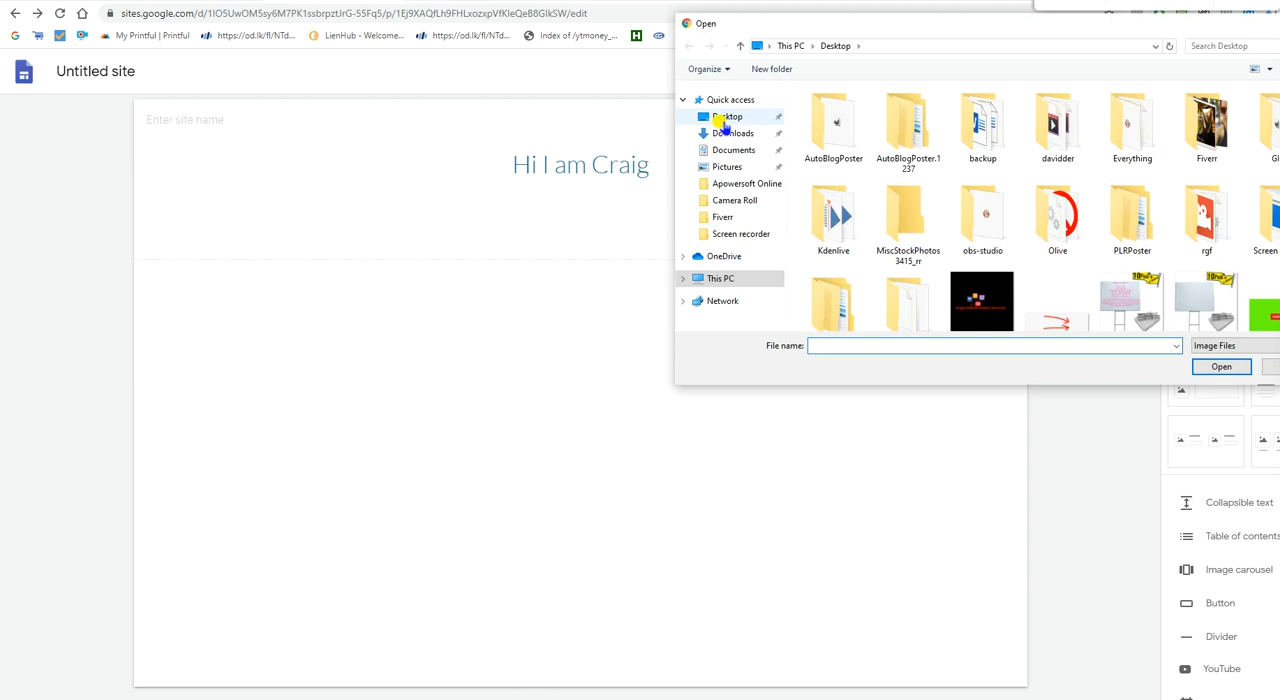 sites.google.com/d/1IO5UwOM5sy6M7PK1ssbrpztJrG-55Fq5/p/1Ej9XAQfLh9FHLxozxpVfKleQeB8GIkSW/edit
My Printful | Printful
https://od.lk/fl/NTd...
LienHub - Welcome...
https://od.lk/fl/NTd...
Index of /ytmoney_...
Untitled site
Enter site name
Hi I am Craig
Open
This PC
Desktop
Search Desktop
Organize
New folder
Quick access
Desktop
Downloads
Documents
Pictures
Apowersoft Online
Camera Roll
Fiverr
Screen recorder
OneDrive
This PC
Network
AutoBlogPoster
AutoBlogPoster.1
237
backup
davidder
Everything
Fiverr
Kdenlive
MiscStockPhotos
3415_rr
obs-studio
Olive
PLRPoster
rgf
Screen
File name:
Image Files
Open
Collapsible text
Table of contents
Image carousel
Button
Divider
YouTube